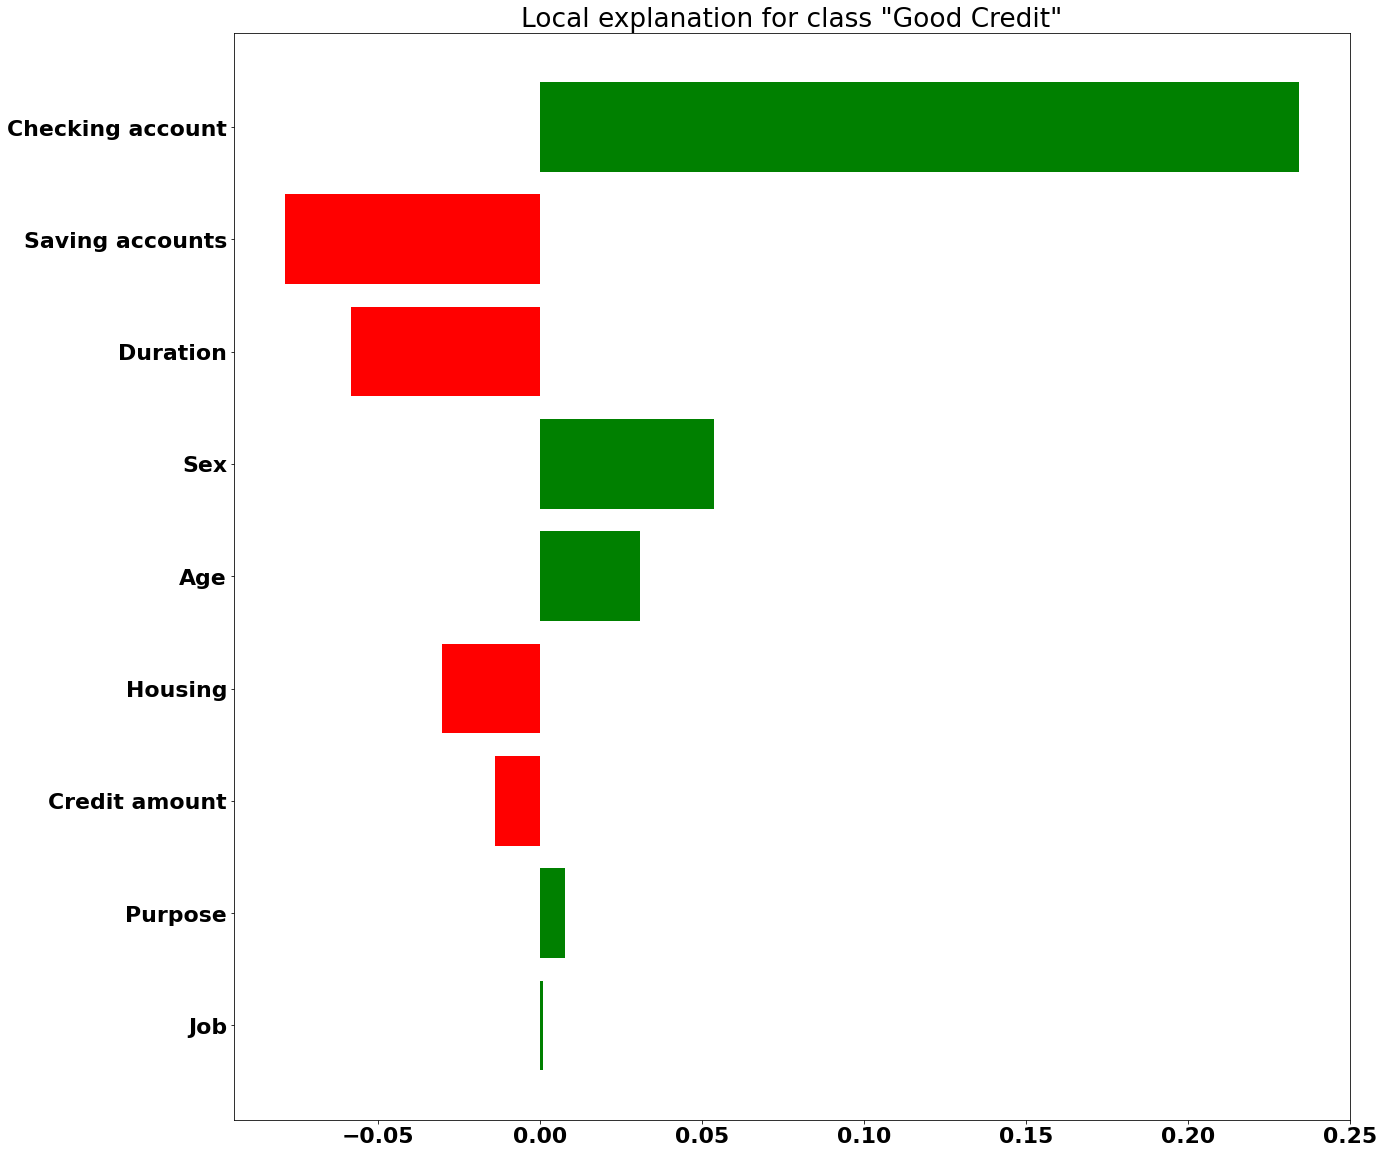 Local explanation for class "Good Credit"
Checking account
Saving accounts
Duration
Sex
Age
Housing
Credit amount
Purpose
Job
−0.05 0.00 0.05 0.10 0.15 0.20 0.25